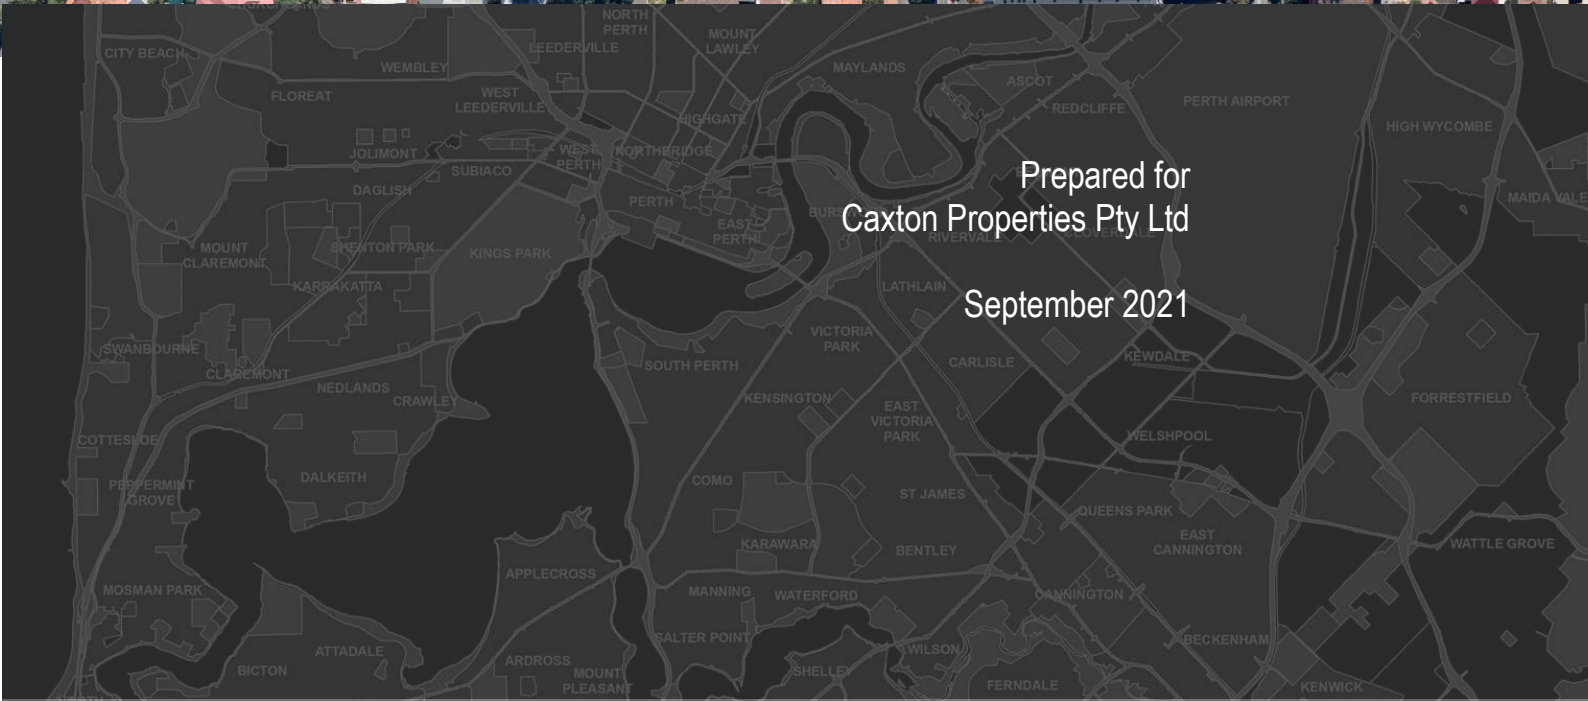 NORTH
PERTH
MOUNT
LAWLEY
CITY BEACH
LEEDERVILLE
WEMBLEY
MAYLANDS
ASCOT
FLOREAT
WEST
LEEDERVILLE
REDCLIFFE
PERTH AIRPORT
HIGHGATE
HIGH WYCOMBE
JOLIMONT
WEST
PERTH
NORTHBRIDGE
SUBIACO
Prepared for
DAGLISH
PERTH
MAIDA VALE
Caxton Properties Pty Ltd
EAST
PERTH
RIVERVALE
MOUNT
CLAREMONT
SHENTON PARK
KINGS PARK
KARRAKATTA
LATHLAIN
September 2021
VICTORIA
PARK
SWANBOURNE
CLAREMONT
SOUTH PERTH
CARLISLE
KEWDALE
NEDLANDS
CRAWLEY
KENSINGTON
EAST
VICTORIA
PARK
FORRESTFIELD
COTTESLOE
WELSHPOOL
PEPPERMINT
GROVE
DALKEITH
COMO
ST JAMES
QUEENS PARK
EAST
CANNINGTON
KARAWARA
BENTLEY
WATTLE GROVE
APPLECROSS
MOSMAN PARK
MANNING
WATERFORD
CANNINGTON
SALTER POINT
BECKENHAM
ATTADALE
WILSON
BICTON
ARDROSS
MOUNT
PLEASANT
SHELLEY
FERNDALE
KENWICK